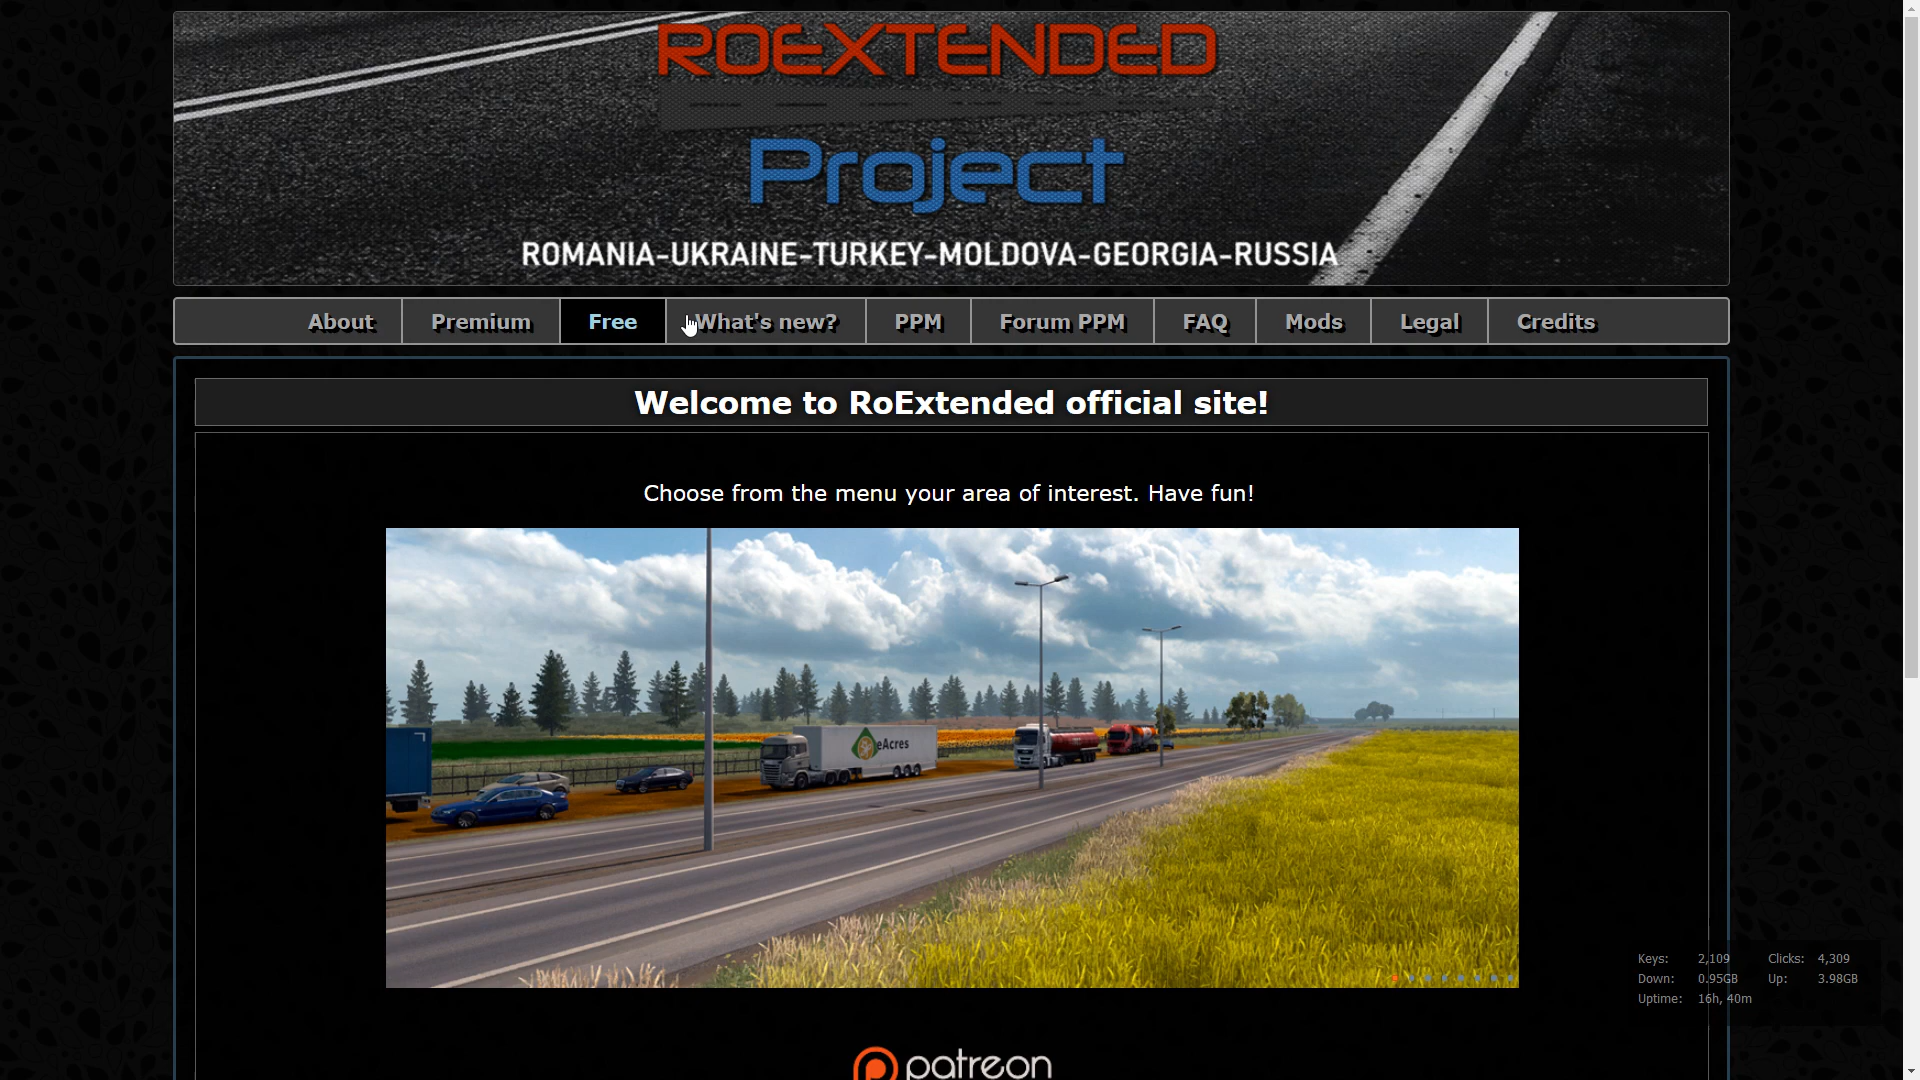 ROEXTENDED
Project
ROMANIA-UKRAINE-TURKEY-MOLDOVA-GEORGIA-RUSSIA
About Premium Free What's new? PPM Forum PPM FAQ Mods Legal Credits
Welcome to RoExtended official site!
Choose from the menu your area of interest. Have fun!
eAcres
Keys: 2,109 Clicks: 4,309
Down: 0.95GB Up: 3.98GB
Uptime: 16h, 40m
patreon